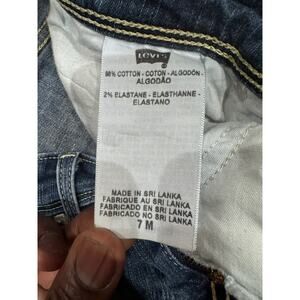 LEVI'S
98% COTTON - COTON - ALGODÓN -
ALGODÃO
2% ELASTANE - ELASTHANNE -
ELASTANO
MADE IN SRI LANKA
FABRIQUE AU SRI LANKA
FABRICADO EN SRI LANKA
FABRICADO NO SRI LANKA
7 M